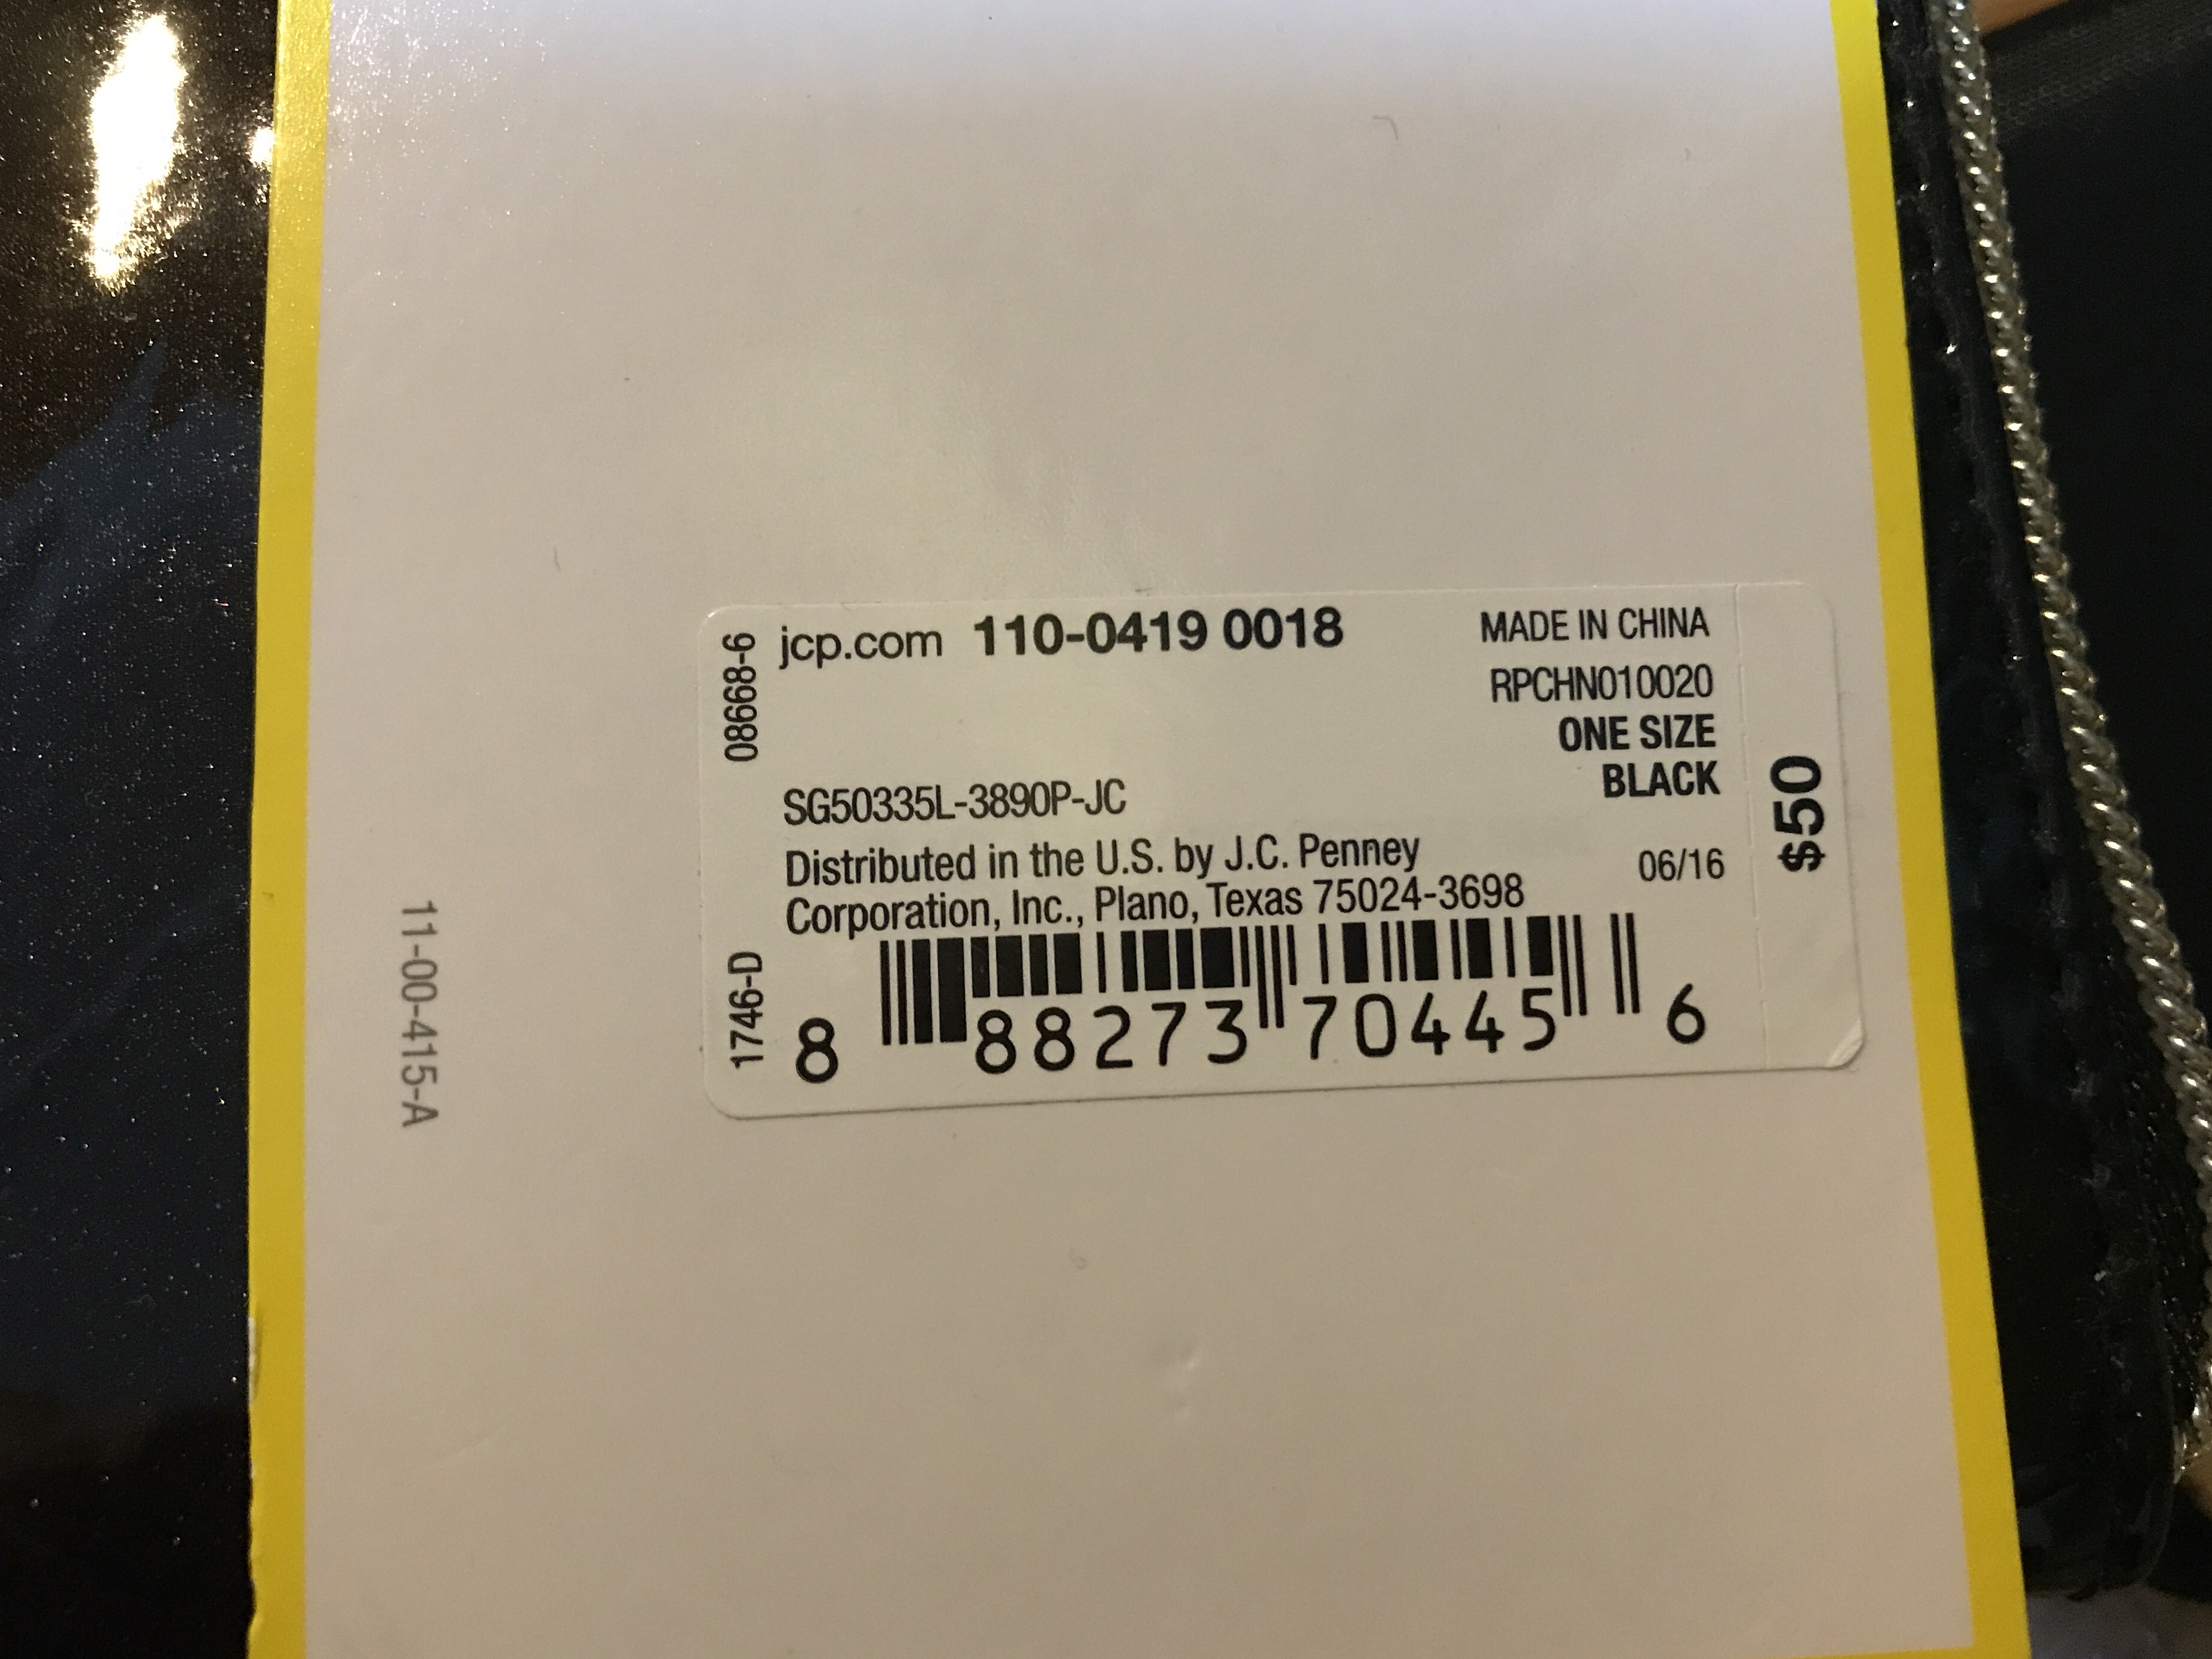 08668-6
jcp.com 110-0419 0018
MADE IN CHINA
RPCHN010020
ONE SIZE
BLACK
SG50335L-3890P-JC
Distributed in the U.S. by J.C. Penney
Corporation, Inc., Plano, Texas 75024-3698
06/16
$50
1746-D
8 88273 70445 6
11-00-415-A